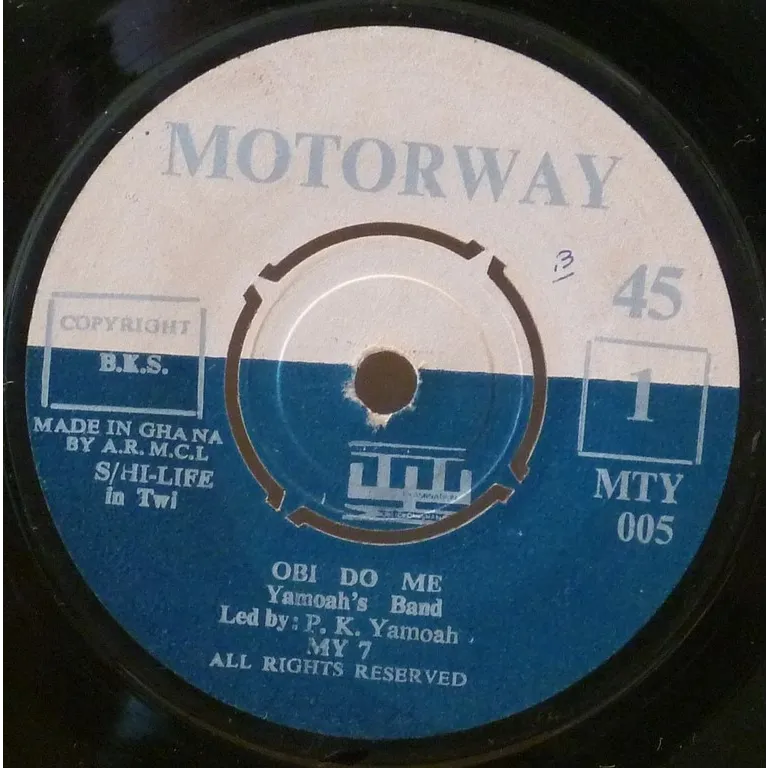 MOTORWAY
B
45
COPYRIGHT
B.K.S.
1
MADE IN GHANA
BY A.R.M.C.L
S/HI-LIFE
in Twi
MTY
005
OBI DO ME
Yamoah's Band
Led by: P. K. Yamoah.
MY 7
ALL RIGHTS RESERVED